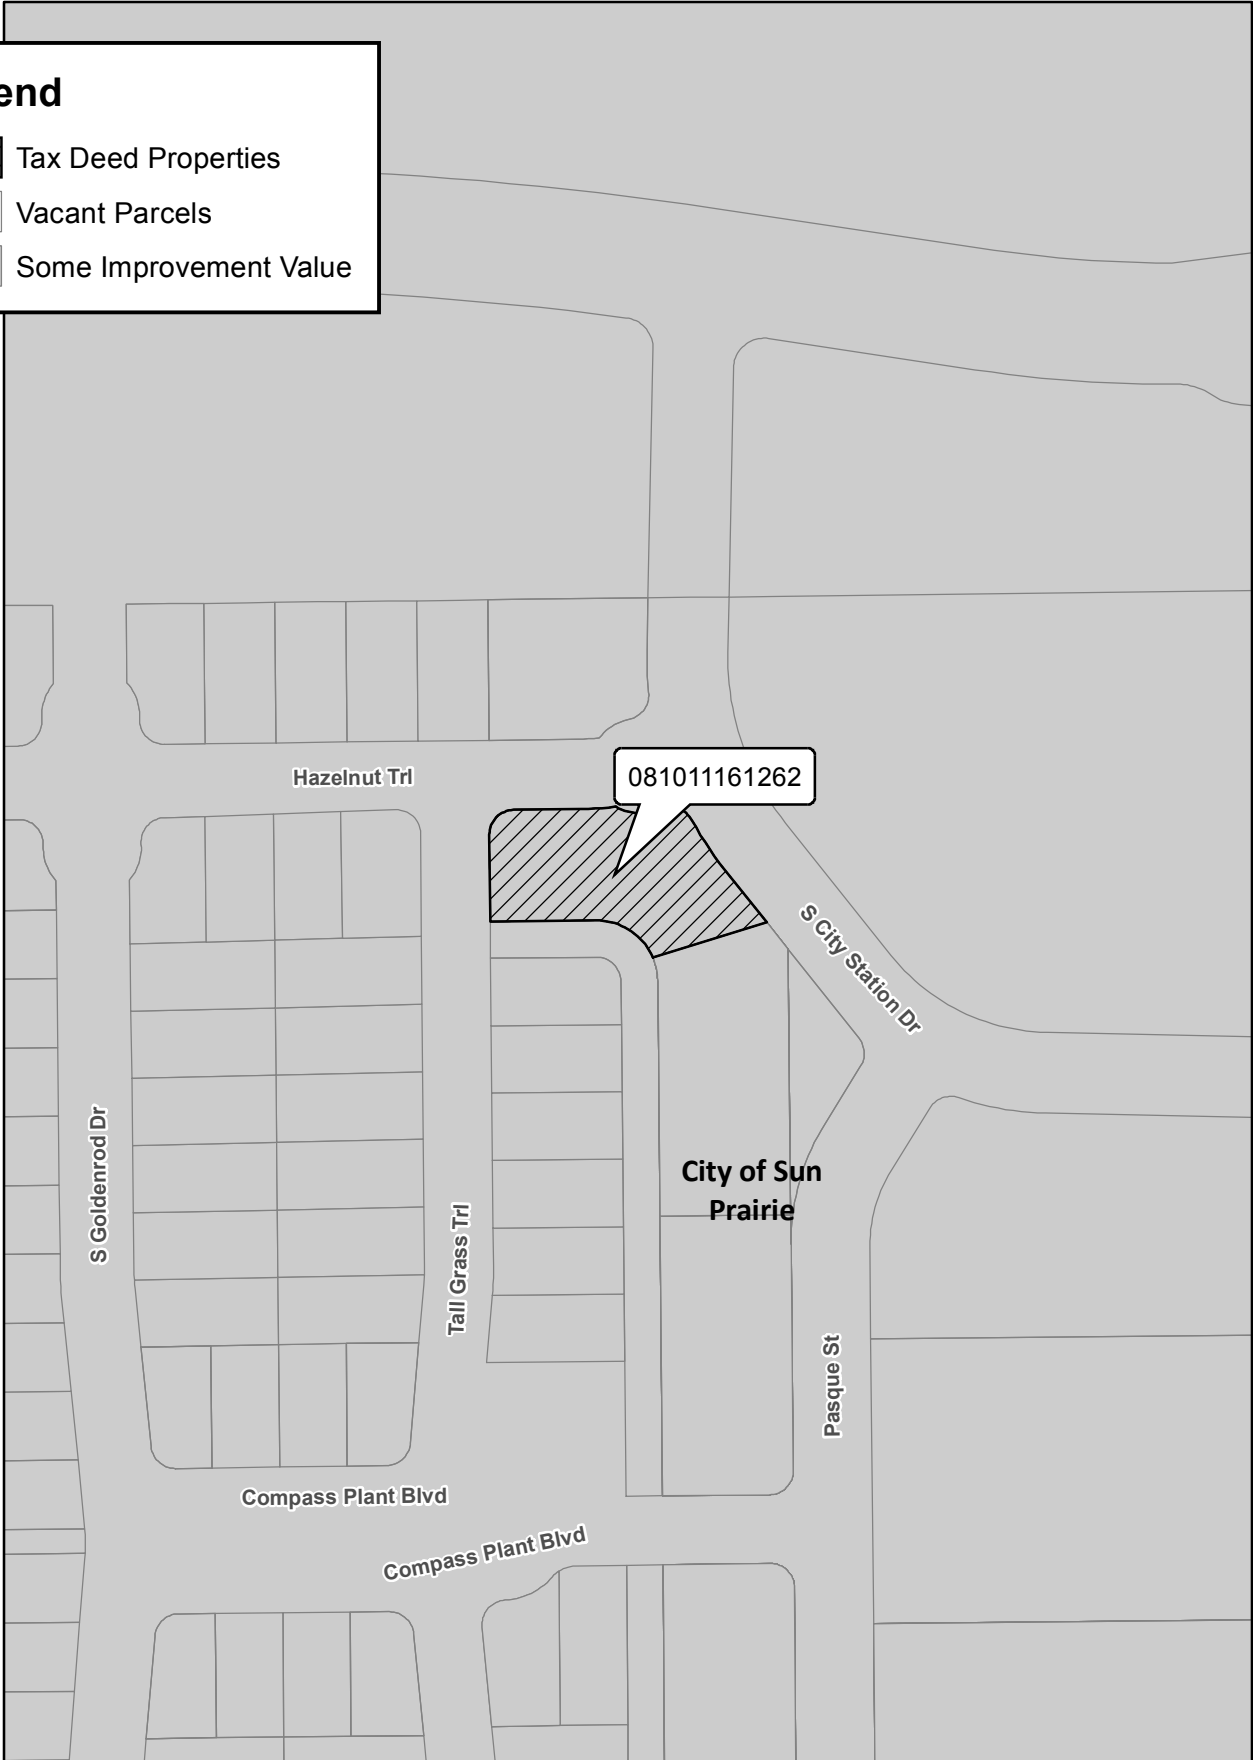 end
Tax Deed Properties
Vacant Parcels
Some Improvement Value
Hazelnut Trl
081011161262
S City Station Dr
S Goldenrod Dr
City of Sun
Prairie
Tall Grass Trl
Pasque St
Compass Plant Blvd
Compass Plant Blvd